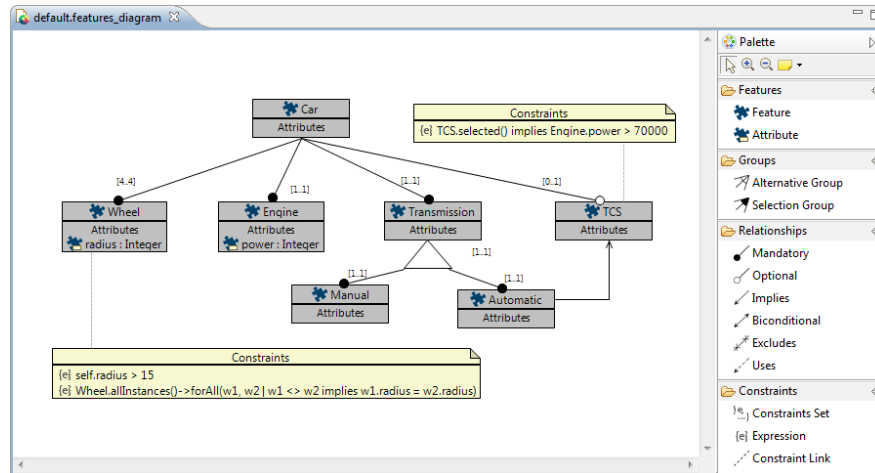 default.features_diagram
Palette
Features
Feature
Attribute
Groups
Alternative Group
Selection Group
Relationships
Mandatory
Optional
Implies
Biconditional
Excludes
Uses
Constraints
Constraints Set
{e} Expression
Constraint Link
Car
Attributes
Constraints
{e} TCS.selected() implies Engine.power > 70000
[4..4]
[1..1]
[1..1]
[0..1]
Wheel
Attributes
radius : Integer
Engine
Attributes
power : Integer
Transmission
Attributes
TCS
Attributes
[1..1]
[1..1]
[1..1]
Manual
Attributes
Automatic
Attributes
Constraints
{e} self.radius > 15
{e} Wheel.allInstances()->forAll(w1, w2 | w1 <> w2 implies w1.radius = w2.radius)